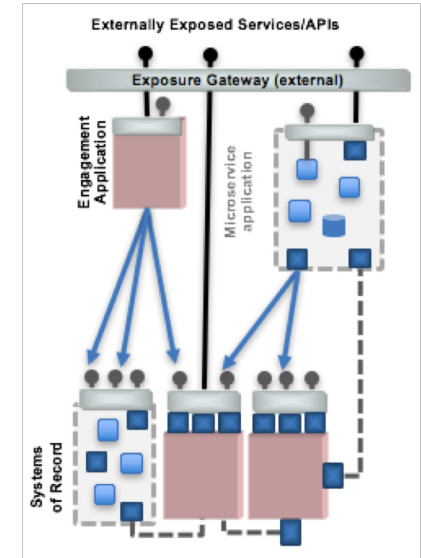 Externally Exposed Services/APIs
Exposure Gateway (external)
Engagement
Application
Microservice
application
Systems
of Record